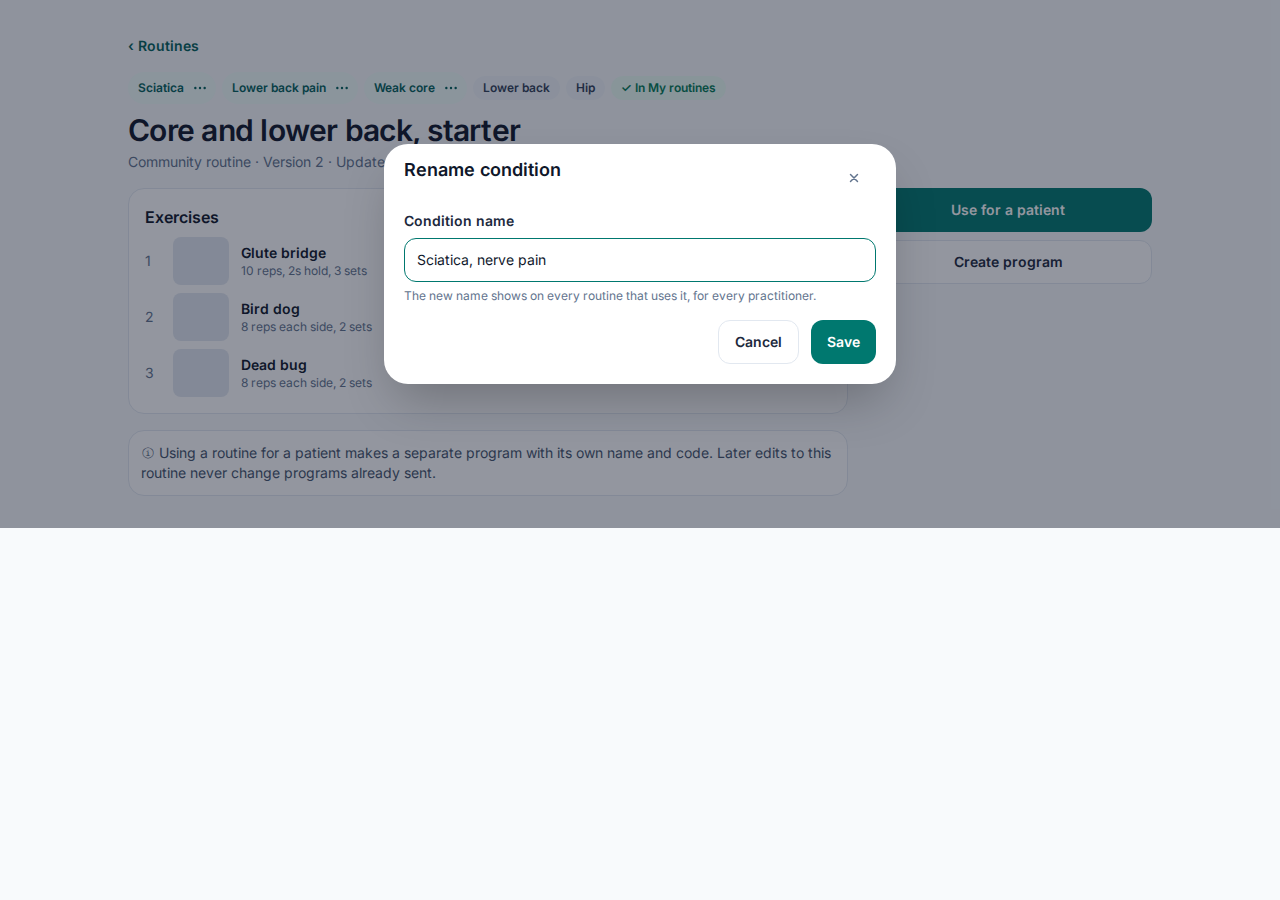 ‹ Routines
Sciatica ··· Lower back pain ··· Weak core ··· Lower back Hip ✓ In My routines
Core and lower back, starter
Community routine · Version 2 · Update
Rename condition
×
Condition name
Sciatica, nerve pain
The new name shows on every routine that uses it, for every practitioner.
Cancel Save
Exercises
1 Glute bridge
10 reps, 2s hold, 3 sets
2 Bird dog
8 reps each side, 2 sets
3 Dead bug
8 reps each side, 2 sets
Use for a patient
Create program
ⓘ Using a routine for a patient makes a separate program with its own name and code. Later edits to this
routine never change programs already sent.